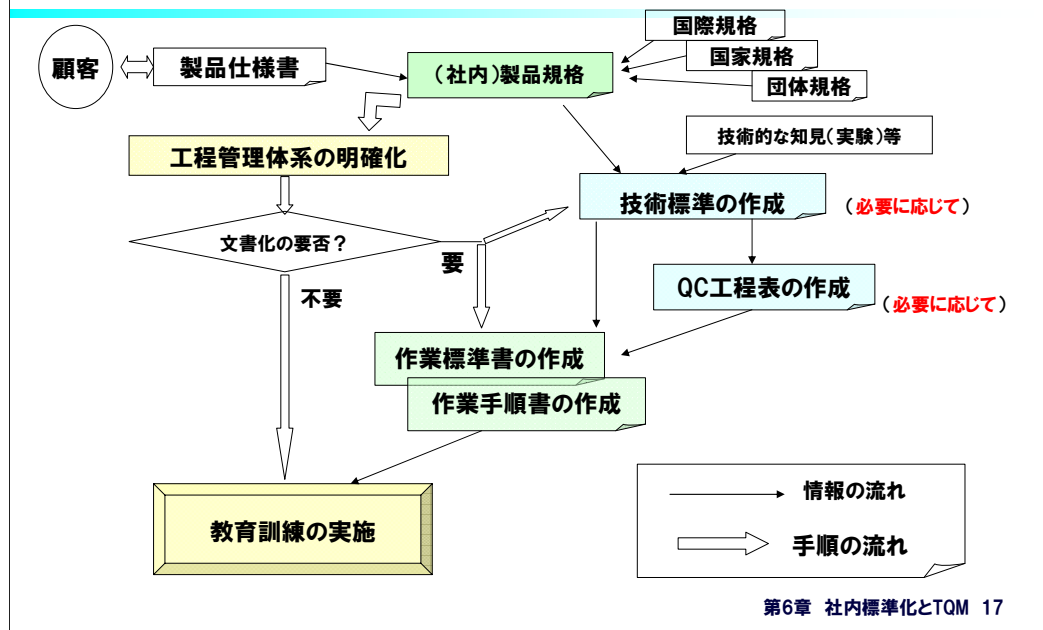 国際規格
顧客
製品仕様書
（社内）製品規格
国家規格
団体規格
技術的な知見（実験）等
工程管理体系の明確化
技術標準の作成
（必要に応じて）
文書化の要否？
要
不要
QC工程表の作成
（必要に応じて）
作業標準書の作成
作業手順書の作成
情報の流れ
教育訓練の実施
手順の流れ
第6章 社内標準化とTQM 17